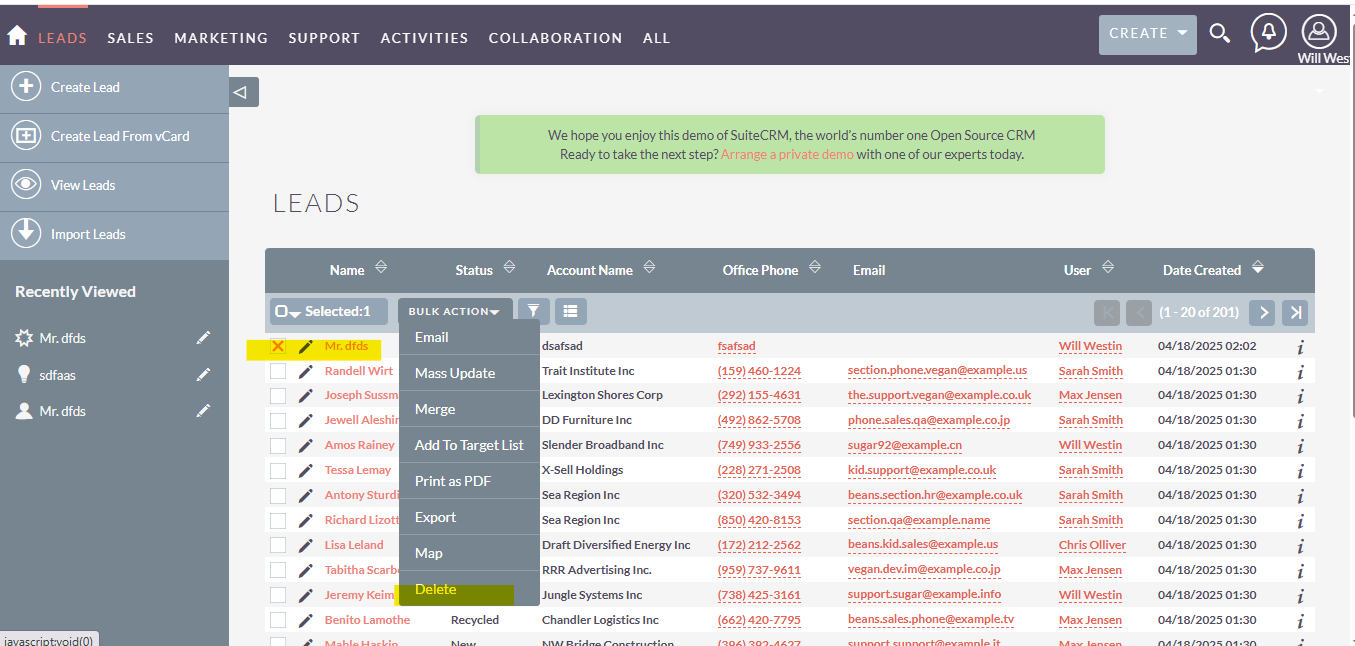 LEADS SALES MARKETING SUPPORT ACTIVITIES COLLABORATION ALL CREATE
Will Wes
Create Lead
Create Lead From vCard
View Leads
Import Leads
Recently Viewed
Mr. dfds
sdfaas
Mr. dfds
We hope you enjoy this demo of SuiteCRM, the world's number one Open Source CRM
Ready to take the next step? Arrange a private demo with one of our experts today.
LEADS
Name Status Account Name Office Phone Email User Date Created
Selected:1 BULK ACTION (1 - 20 of 201)
Email
Mass Update
Merge
Add To Target List
Print as PDF
Export
Map
Delete
Mr. dfds dsafsad fsafsad Will Westin 04/18/2025 02:02
Randell Wirt Trait Institute Inc (159) 460-1224 section.phone.vegan@example.us Sarah Smith 04/18/2025 01:30
Joseph Sussm Lexington Shores Corp (292) 155-4631 the.support.vegan@example.co.uk Max Jensen 04/18/2025 01:30
Jewell Aleshir DD Furniture Inc (492) 862-5708 phone.sales.qa@example.co.jp Sarah Smith 04/18/2025 01:30
Amos Rainey Slender Broadband Inc (749) 933-2556 sugar92@example.cn Will Westin 04/18/2025 01:30
Tessa Lemay X-Sell Holdings (228) 271-2508 kid.support@example.co.uk Sarah Smith 04/18/2025 01:30
Antony Sturdi Sea Region Inc (320) 532-3494 beans.section.hr@example.co.uk Sarah Smith 04/18/2025 01:30
Richard Lizott Sea Region Inc (850) 420-8153 section.qa@example.name Sarah Smith 04/18/2025 01:30
Lisa Leland Draft Diversified Energy Inc (172) 212-2562 beans.kid.sales@example.us Chris Olliver 04/18/2025 01:30
Tabitha Scarbo RRR Advertising Inc. (959) 737-9611 vegan.dev.im@example.co.jp Max Jensen 04/18/2025 01:30
Jeremy Keim Jungle Systems Inc (738) 425-3161 support.sugar@example.info Will Westin 04/18/2025 01:30
Benito Lamothe Recycled Chandler Logistics Inc (662) 420-7795 beans.sales.phone@example.tv Max Jensen 04/18/2025 01:30
Mable Haskin New NW Bridge Construction (396) 392-4627 support.support@example.it Max Jensen 04/18/2025 01:30
javascript:void(0)